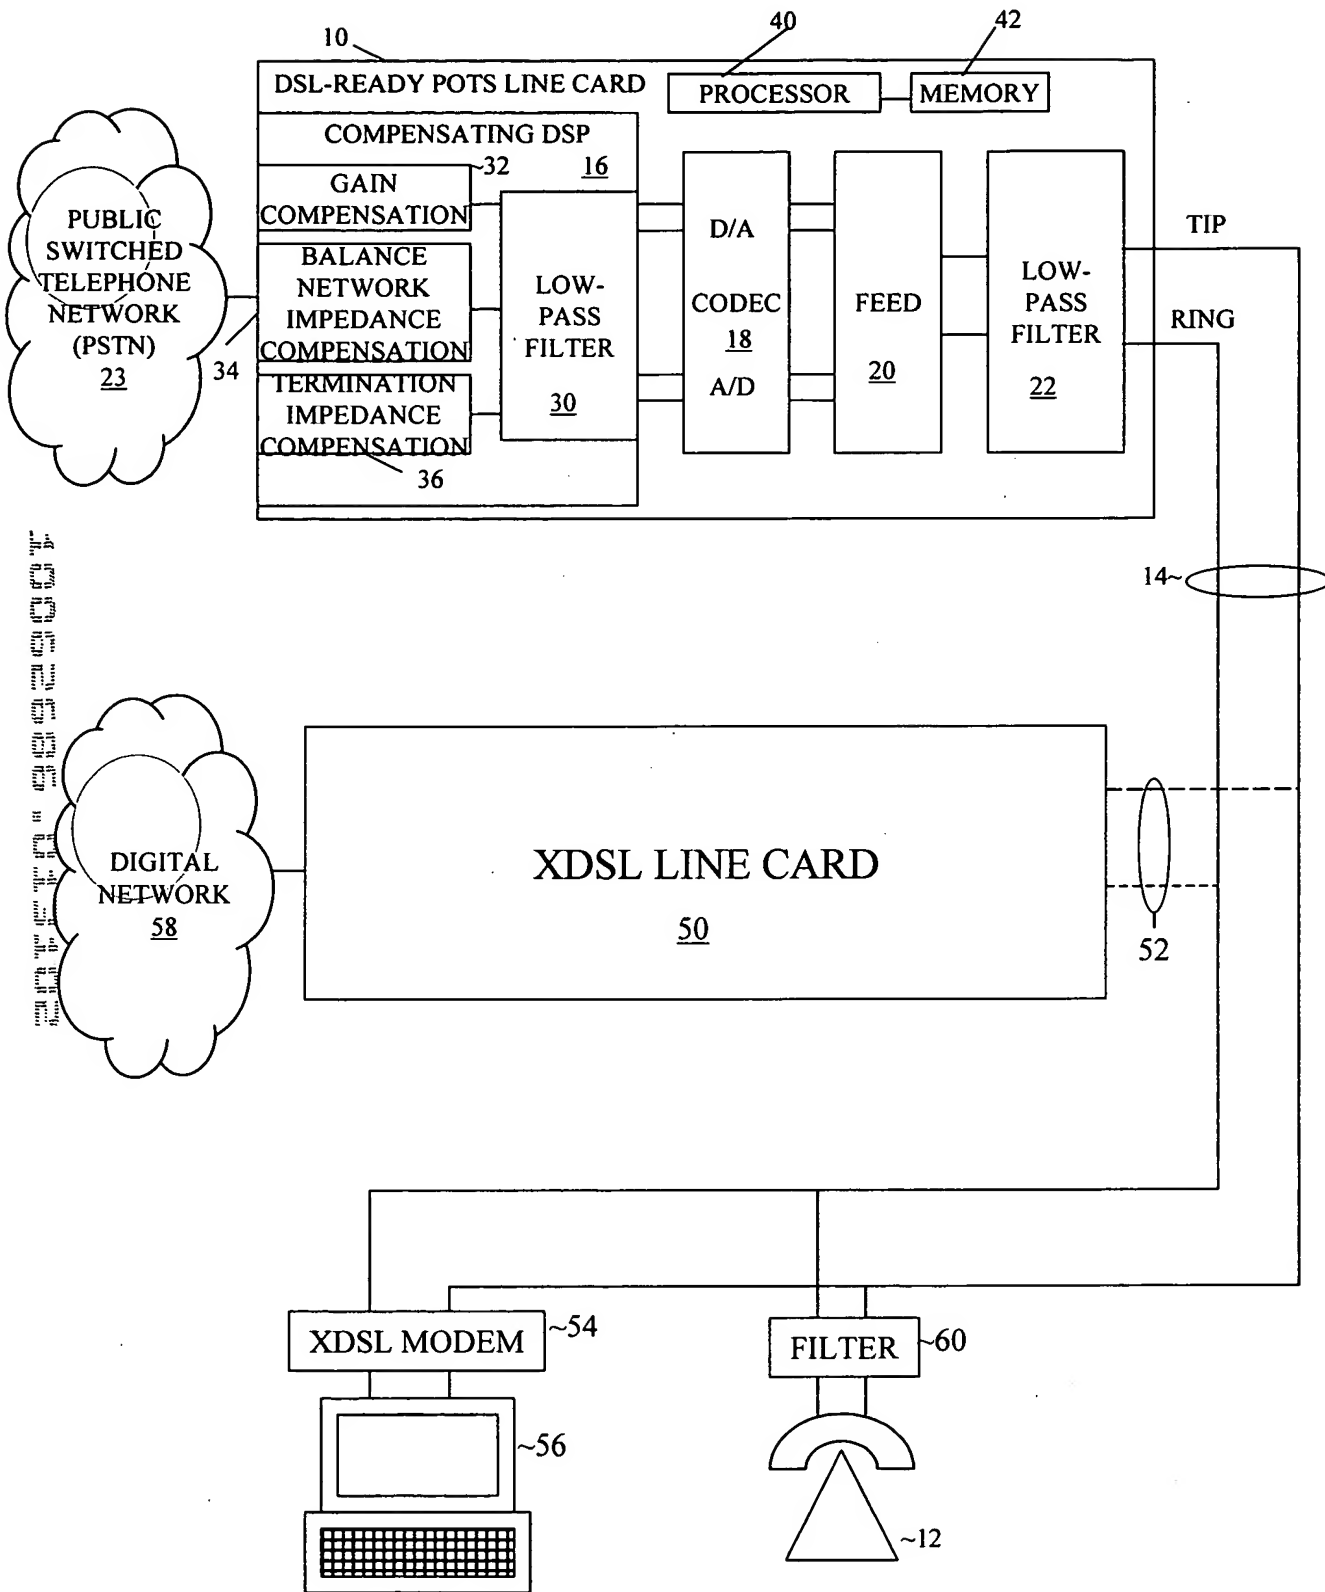 10
40
42
DSL-READY POTS LINE CARD
PROCESSOR
MEMORY
COMPENSATING DSP
16
32
GAIN
COMPENSATION
BALANCE
NETWORK
IMPEDANCE
COMPENSATION
34
TERMINATION
IMPEDANCE
COMPENSATION
36
LOW-
PASS
FILTER
30
D/A
CODEC
18
A/D
FEED
20
LOW-
PASS
FILTER
22
TIP
RING
PUBLIC
SWITCHED
TELEPHONE
NETWORK
(PSTN)
23
14~
DIGITAL
NETWORK
58
XDSL LINE CARD
50
52
XDSL MODEM
~54
FILTER
~60
~56
~12